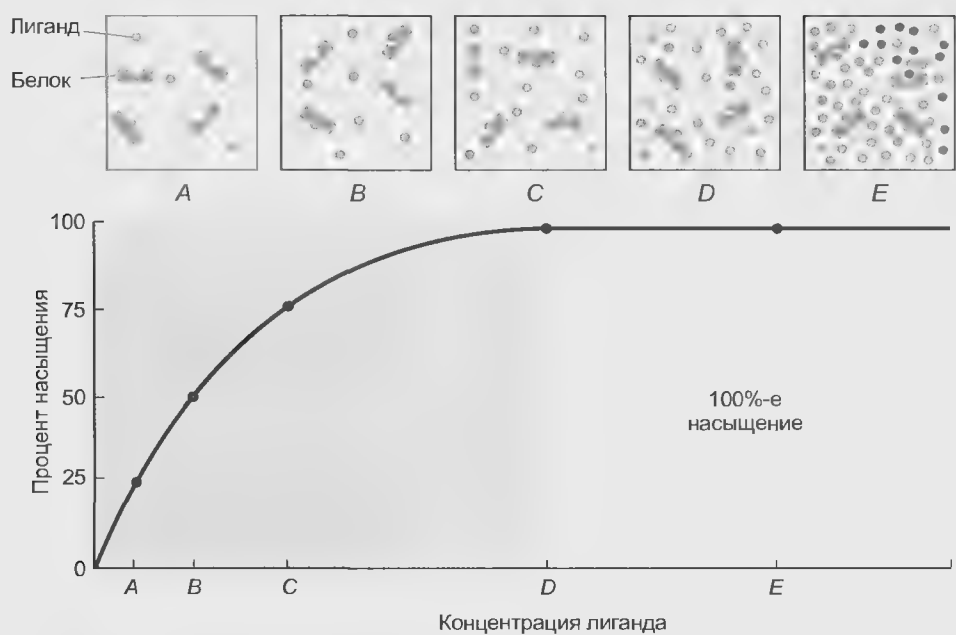 Лиганд
Белок
A B C D E
100
75
50
25
0
Процент насыщения
100%-е
насыщение
A B C D E
Концентрация лиганда